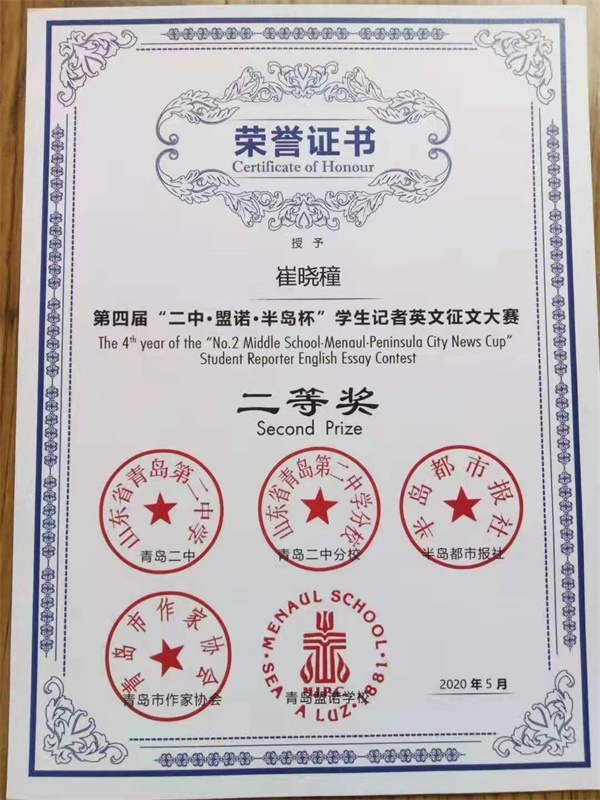 荣誉证书
Certificate of Honour
授 予
崔晓穜
第四届“二中·盟诺·半岛杯”学生记者英文征文大赛
The 4th year of the “No.2 Middle School-Menaul-Peninsula City News Cup”
Student Reporter English Essay Contest
二等奖
Second Prize
山东省青岛第二中学
青岛二中
山东省青岛第二中学分校
青岛二中分校
半岛都市报社
半岛都市报社
青岛市作家协会
青岛市作家协会
MENAUL SCHOOL · 1881 ·
SEA A LUZ
青岛盟诺学校
2020 年 5 月